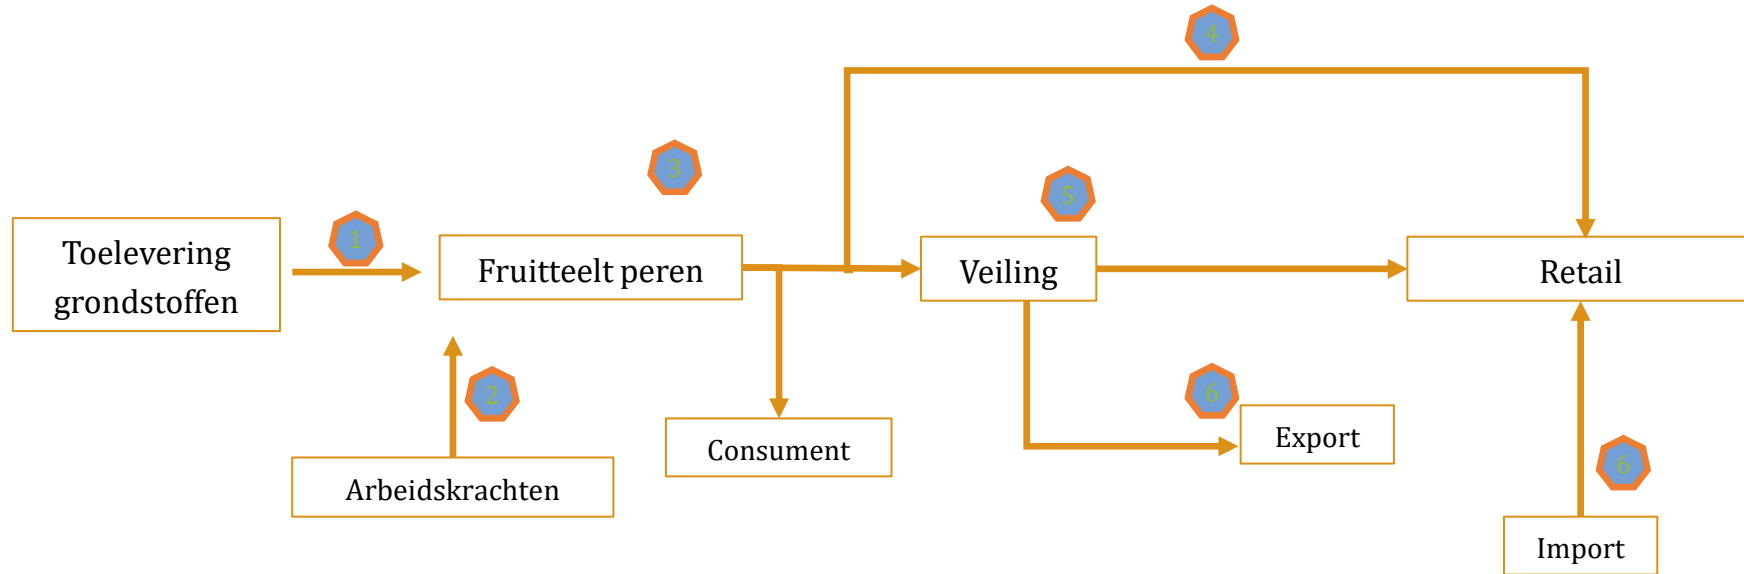 4
3
5
Toelevering
grondstoffen
1
Fruitteelt peren
Veiling
Retail
2
6
Consument
Export
6
Arbeidskrachten
Import